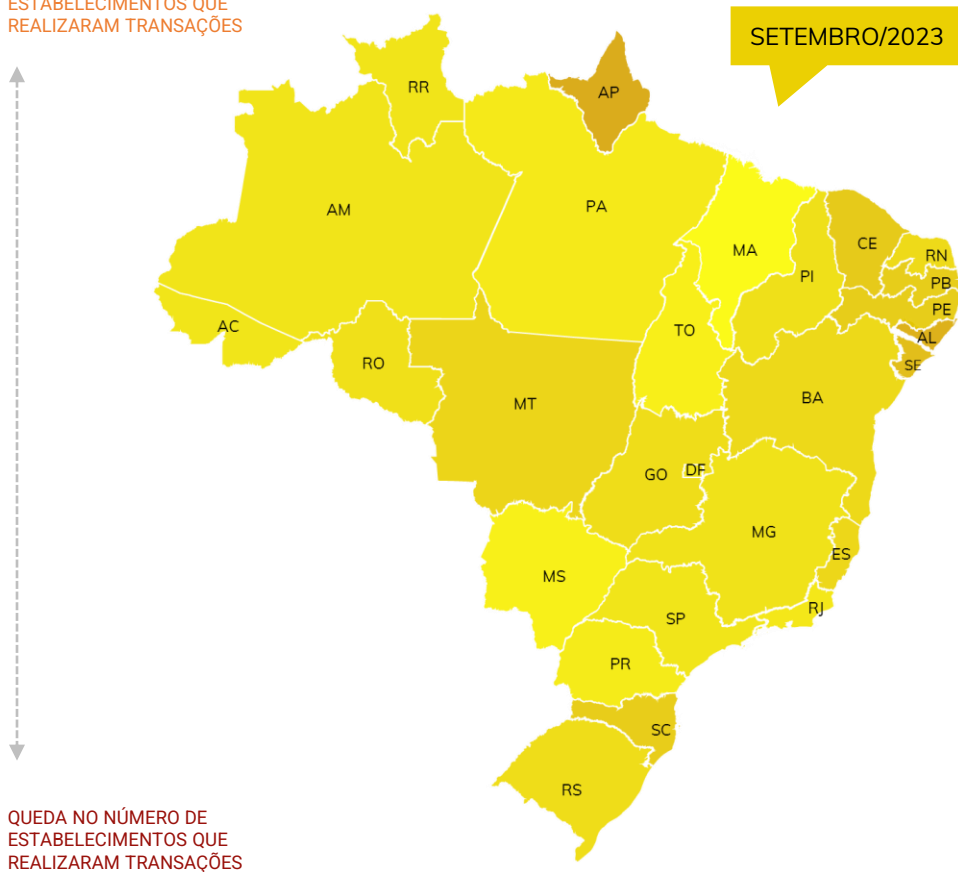 ESTABELECIMENTOS QUE
REALIZARAM TRANSAÇÕES
SETEMBRO/2023
RR
AP
AM
PA
MA
CE
RN
PI
PB
PE
AC
TO
AL
RO
SE
MT
BA
GO
DF
MG
ES
MS
RJ
SP
PR
SC
RS
QUEDA NO NÚMERO DE
ESTABELECIMENTOS QUE
REALIZARAM TRANSAÇÕES